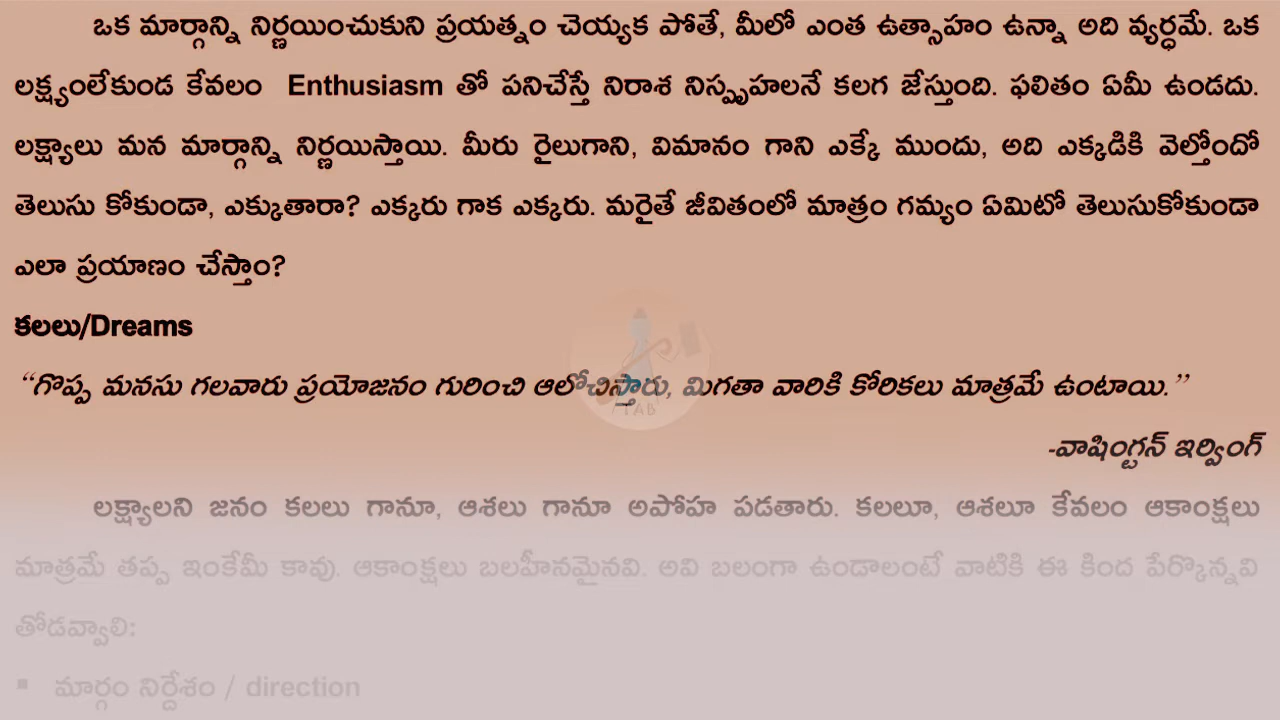 ఒక మార్గాన్ని నిర్ణయించుకుని ప్రయత్నం చెయ్యక పోతే, మీలో ఎంత ఉత్సాహం ఉన్నా అది వ్యర్థమే. ఒక
లక్ష్యంలేకుండ కేవలం Enthusiasm తో పనిచేస్తే నిరాశ నిస్పృహలనే కలగ జేస్తుంది. ఫలితం ఏమీ ఉండదు.
లక్ష్యాలు మన మార్గాన్ని నిర్ణయిస్తాయి. మీరు రైలుగాని, విమానం గాని ఎక్కే ముందు, అది ఎక్కడికి వెల్తోందో
తెలుసు కోకుండా, ఎక్కుతారా? ఎక్కరు గాక ఎక్కరు. మరైతే జీవితంలో మాత్రం గమ్యం ఏమిటో తెలుసుకోకుండా
ఎలా ప్రయాణం చేస్తాం?
కలలు/Dreams
“గొప్ప మనసు గలవారు ప్రయోజనం గురించి ఆలోచిస్తారు, మిగతా వారికి కోరికలు మాత్రమే ఉంటాయి.”
-వాషింగ్టన్ ఇర్వింగ్
లక్ష్యాలని జనం కలలు గానూ, ఆశలు గానూ అపోహ పడతారు. కలలూ, ఆశలూ కేవలం ఆకాంక్షలు
మాత్రమే తప్ప ఇంకేమీ కావు. ఆకాంక్షలు బలహీనమైనవి. అవి బలంగా ఉండాలంటే వాటికి ఈ కింద పేర్కొన్నవి
తోడవ్వాలి:
▪ మార్గం నిర్దేశం / direction
TAB